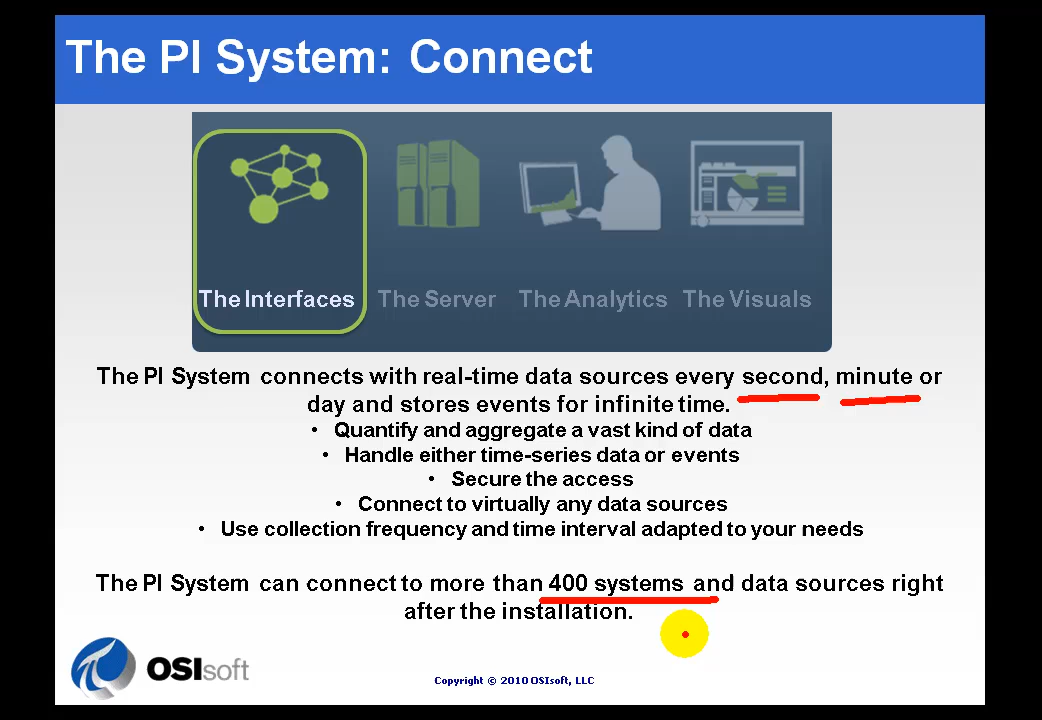 The PI System: Connect
The Interfaces The Server The Analytics The Visuals
The PI System connects with real-time data sources every second, minute or
day and stores events for infinite time.
• Quantify and aggregate a vast kind of data
• Handle either time-series data or events
• Secure the access
• Connect to virtually any data sources
• Use collection frequency and time interval adapted to your needs
The PI System can connect to more than 400 systems and data sources right
after the installation.
OSIsoft
Copyright © 2010 OSIsoft, LLC